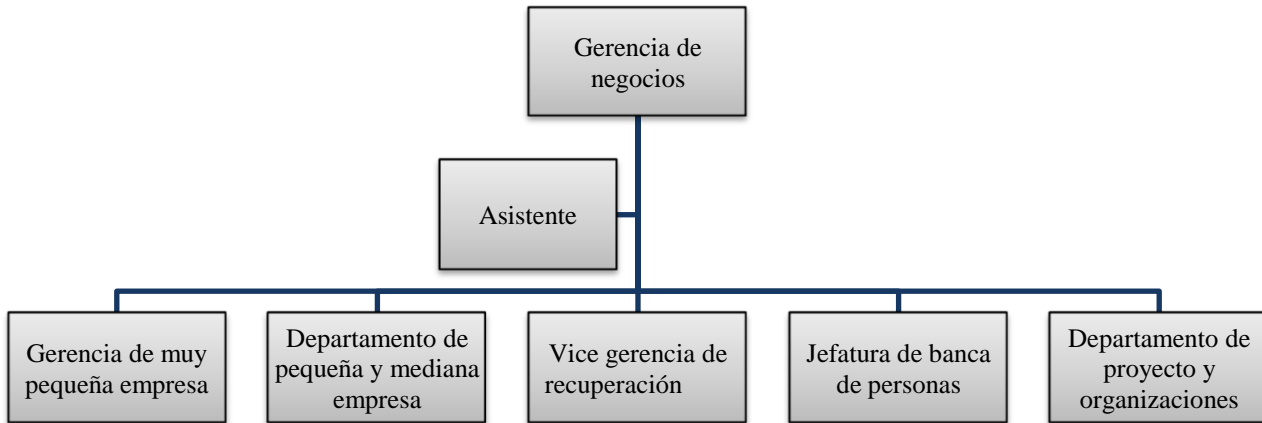 Gerencia de
negocios
Asistente
Gerencia de muy
pequeña empresa
Departamento de
pequeña y mediana
empresa
Vice gerencia de
recuperación
Jefatura de banca
de personas
Departamento de
proyecto y
organizaciones